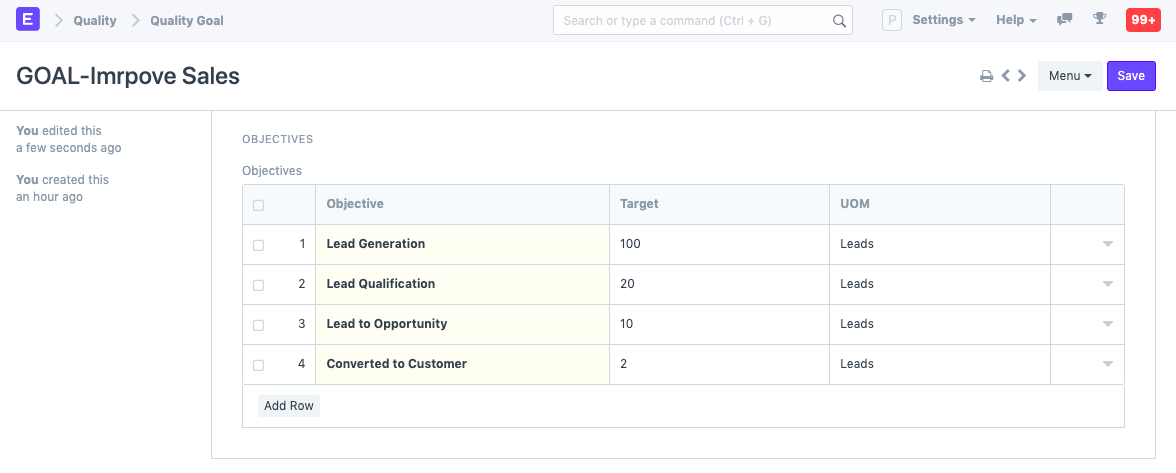 E Quality Quality Goal Search or type a command (Ctrl + G) P Settings Help 99+
GOAL-Imrpove Sales Menu Save
You edited this
a few seconds ago
You created this
an hour ago
OBJECTIVES
Objectives
Objective Target UOM
1 Lead Generation 100 Leads
2 Lead Qualification 20 Leads
3 Lead to Opportunity 10 Leads
4 Converted to Customer 2 Leads
Add Row